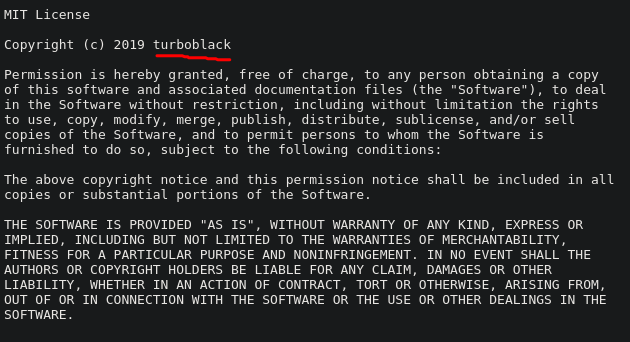 MIT License
Copyright (c) 2019 turboblack
Permission is hereby granted, free of charge, to any person obtaining a copy
of this software and associated documentation files (the "Software"), to deal
in the Software without restriction, including without limitation the rights
to use, copy, modify, merge, publish, distribute, sublicense, and/or sell
copies of the Software, and to permit persons to whom the Software is
furnished to do so, subject to the following conditions:
The above copyright notice and this permission notice shall be included in all
copies or substantial portions of the Software.
THE SOFTWARE IS PROVIDED "AS IS", WITHOUT WARRANTY OF ANY KIND, EXPRESS OR
IMPLIED, INCLUDING BUT NOT LIMITED TO THE WARRANTIES OF MERCHANTABILITY,
FITNESS FOR A PARTICULAR PURPOSE AND NONINFRINGEMENT. IN NO EVENT SHALL THE
AUTHORS OR COPYRIGHT HOLDERS BE LIABLE FOR ANY CLAIM, DAMAGES OR OTHER
LIABILITY, WHETHER IN AN ACTION OF CONTRACT, TORT OR OTHERWISE, ARISING FROM,
OUT OF OR IN CONNECTION WITH THE SOFTWARE OR THE USE OR OTHER DEALINGS IN THE
SOFTWARE.